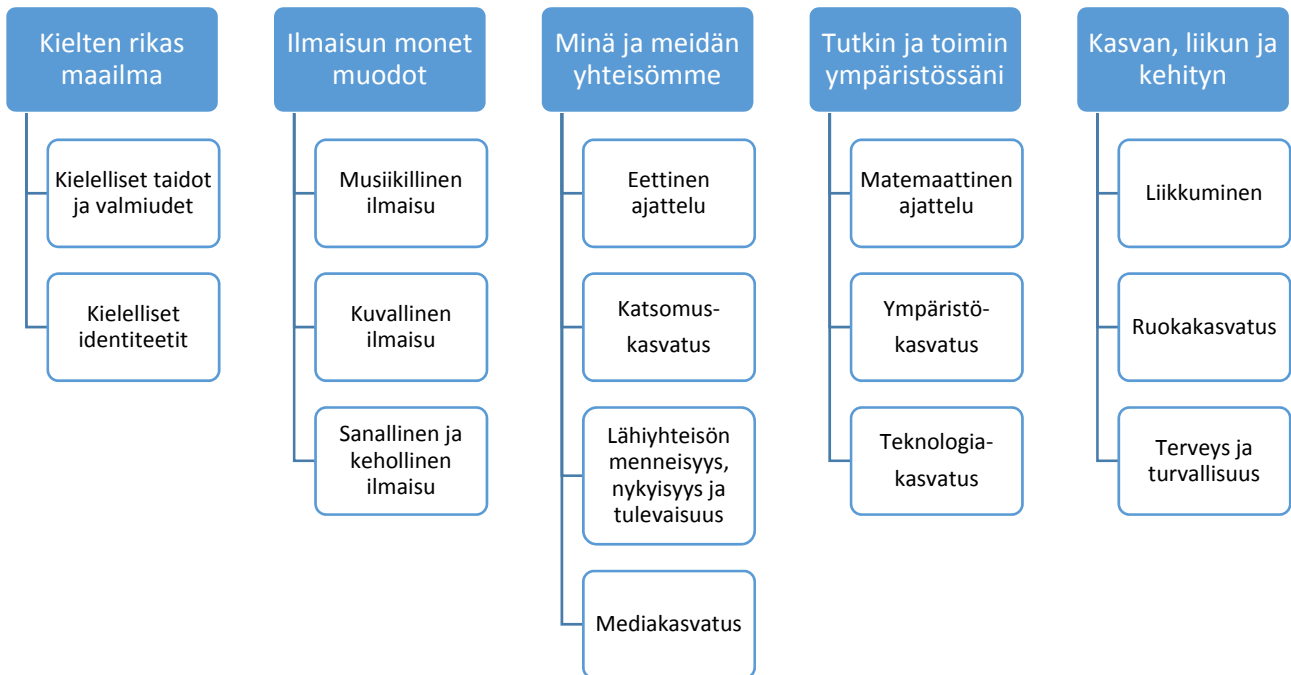 Kielten rikas
maailma
Kielelliset taidot
ja valmiudet
Kielelliset
identiteetit
Ilmaisun monet
muodot
Musiikillinen
ilmaisu
Kuvallinen
ilmaisu
Sanallinen ja
kehollinen
ilmaisu
Minä ja meidän
yhteisömme
Eettinen
ajattelu
Katsomus-
kasvatus
Lähiyhteisön
menneisyys,
nykyisyys ja
tulevaisuus
Mediakasvatus
Tutkin ja toimin
ympäristössäni
Matemaattinen
ajattelu
Ympäristö-
kasvatus
Teknologia-
kasvatus
Kasvan, liikun ja
kehityn
Liikkuminen
Ruokakasvatus
Terveys ja
turvallisuus